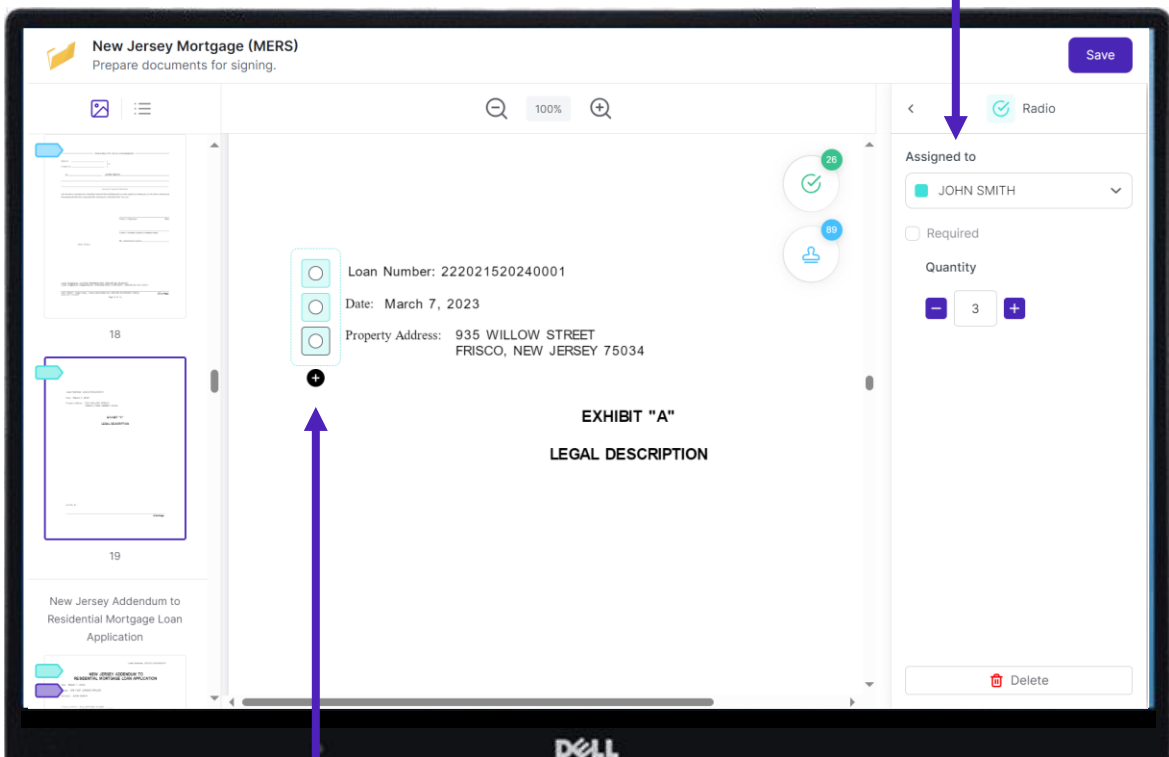 New Jersey Mortgage (MERS)
Prepare documents for signing.
Save
100%
Radio
26
89
Assigned to
JOHN SMITH
Required
Quantity
3
Loan Number: 222021520240001
Date: March 7, 2023
Property Address: 935 WILLOW STREET
FRISCO, NEW JERSEY 75034
EXHIBIT "A"
LEGAL DESCRIPTION
18
EXHIBIT "A"
LEGAL DESCRIPTION
19
New Jersey Addendum to
Residential Mortgage Loan
Application
NEW JERSEY ADDENDUM TO
RESIDENTIAL MORTGAGE LOAN APPLICATION
Delete
DELL